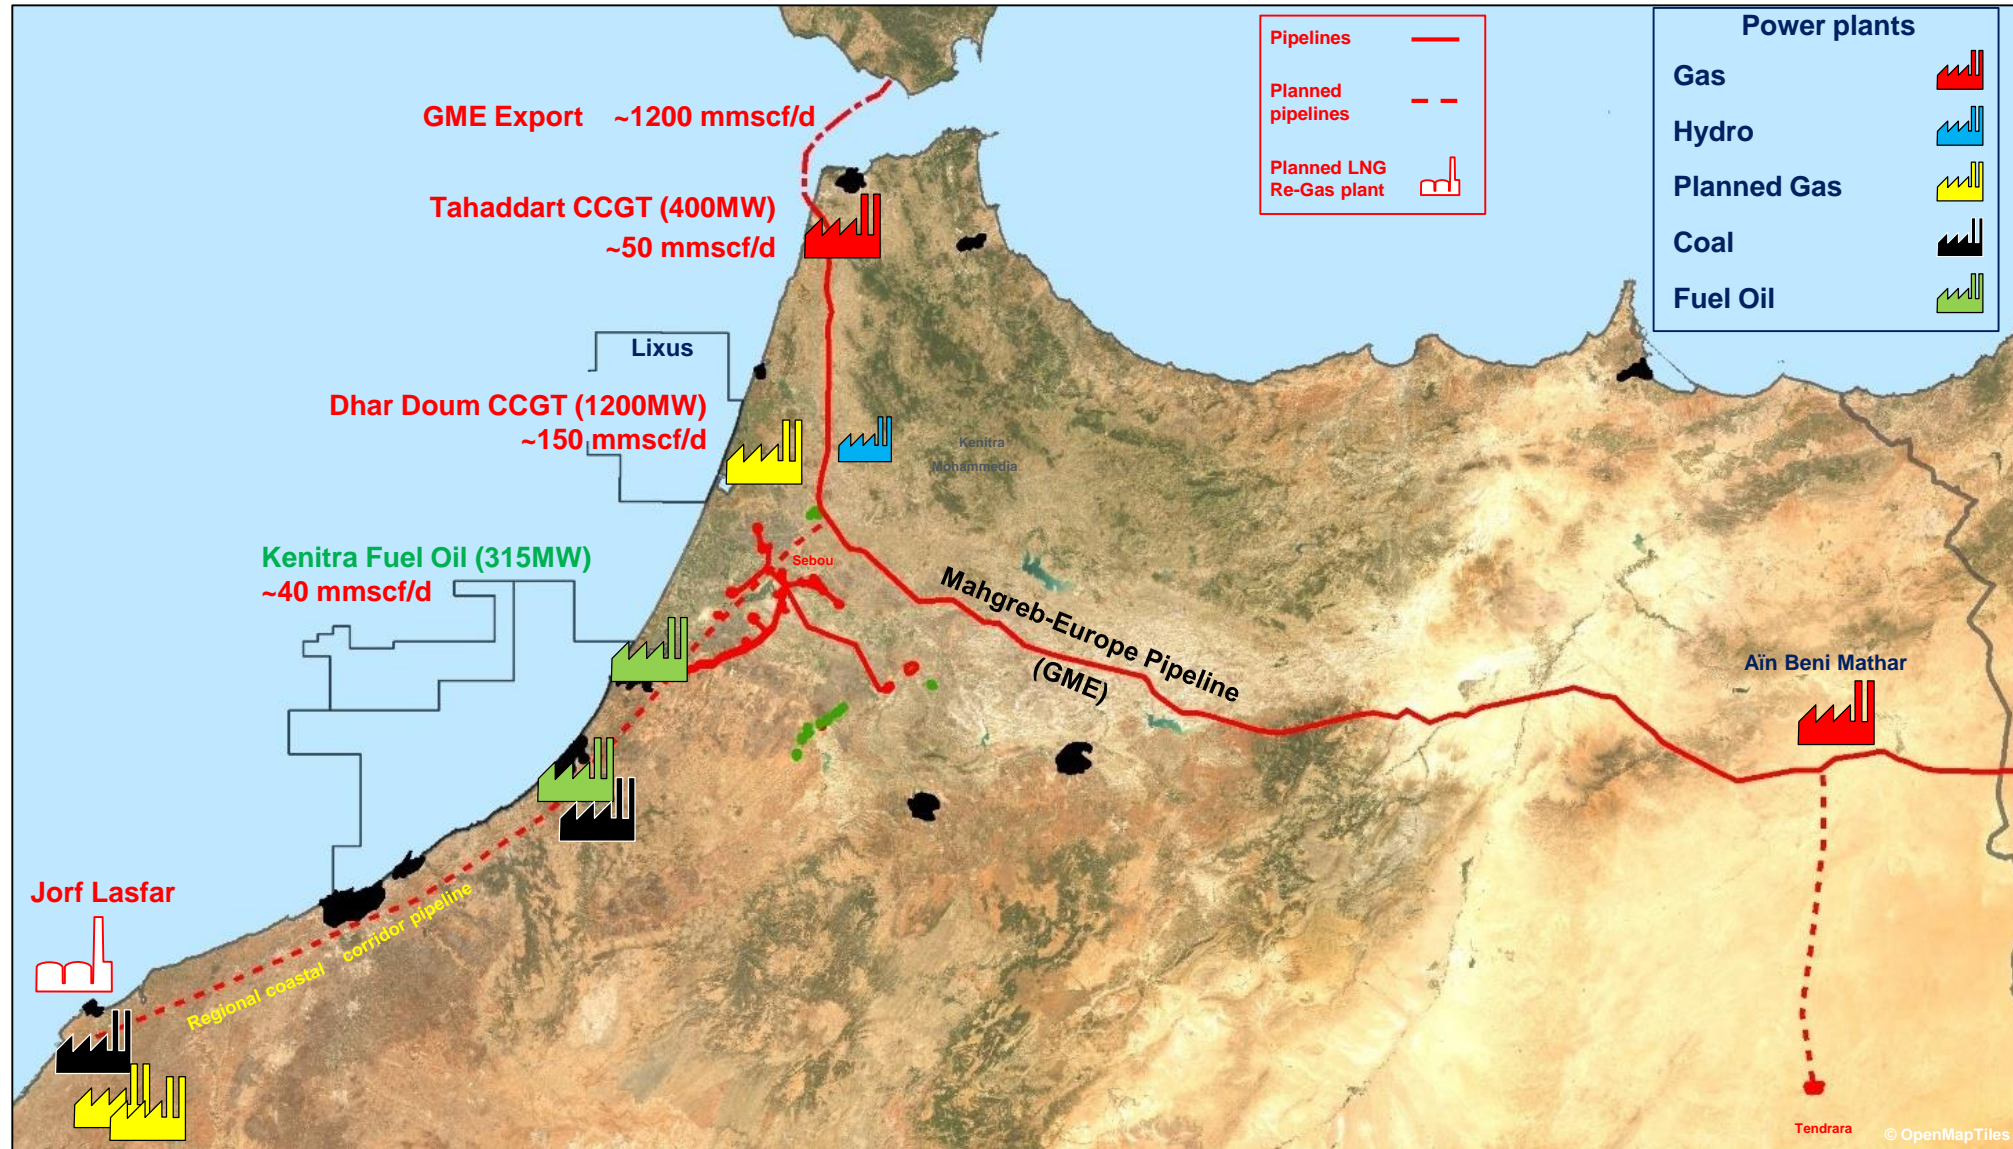 GME Export ~1200 mmscf/d
Tahaddart CCGT (400MW)
~50 mmscf/d
Lixus
Dhar Doum CCGT (1200MW)
~150 mmscf/d
Kenitra
Mohammedia
Kenitra Fuel Oil (315MW)
~40 mmscf/d
Sebou
Mahgreb-Europe Pipeline
(GME)
Aïn Beni Mathar
Jorf Lasfar
Regional coastal corridor pipeline
Tendrara
© OpenMapTiles
Pipelines
Planned
pipelines
Planned LNG
Re-Gas plant
Power plants
Gas
Hydro
Planned Gas
Coal
Fuel Oil